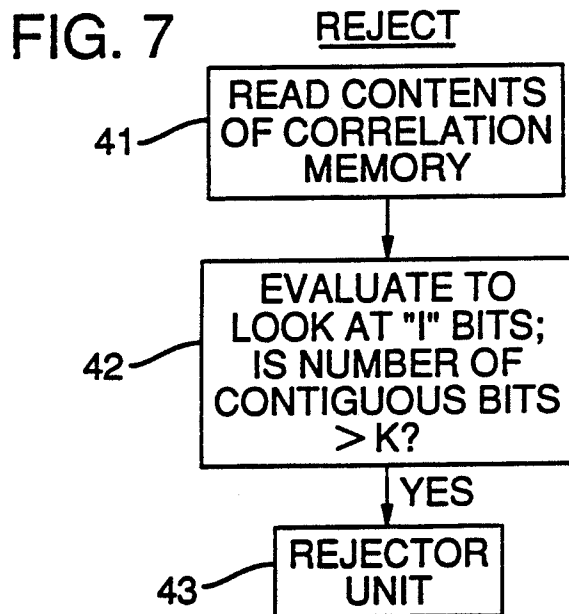 FIG. 7
REJECT
READ CONTENTS
OF CORRELATION
MEMORY
41
EVALUATE TO
LOOK AT "I" BITS;
IS NUMBER OF
CONTIGUOUS BITS
> K?
42
YES
REJECTOR
UNIT
43